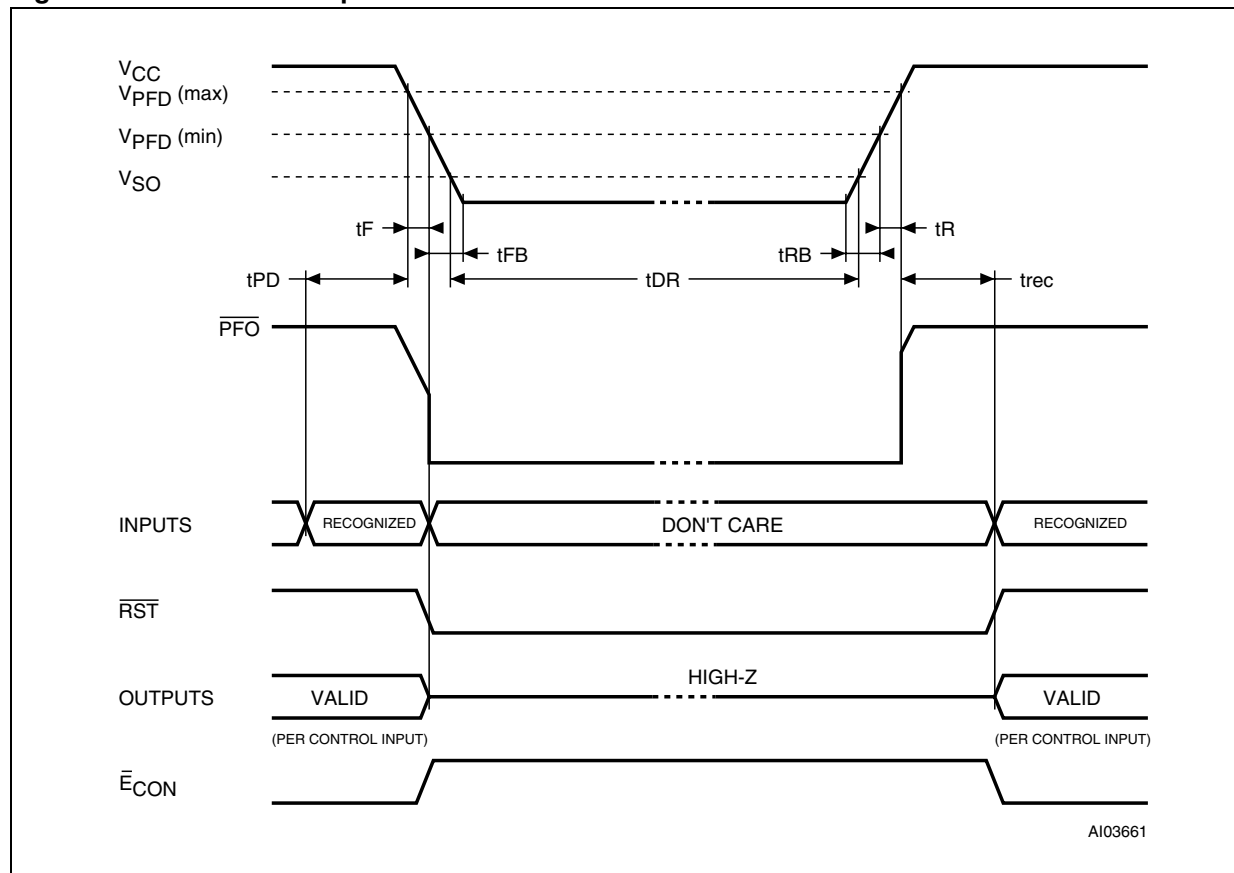 VCC
VPFD (max)
VPFD (min)
VSO
tF
tFB
tR
tRB
tPD
tDR
trec
PFO
INPUTS
RECOGNIZED
DON'T CARE
RECOGNIZED
RST
HIGH-Z
OUTPUTS
VALID
VALID
(PER CONTROL INPUT)
(PER CONTROL INPUT)
ECON
AI03661